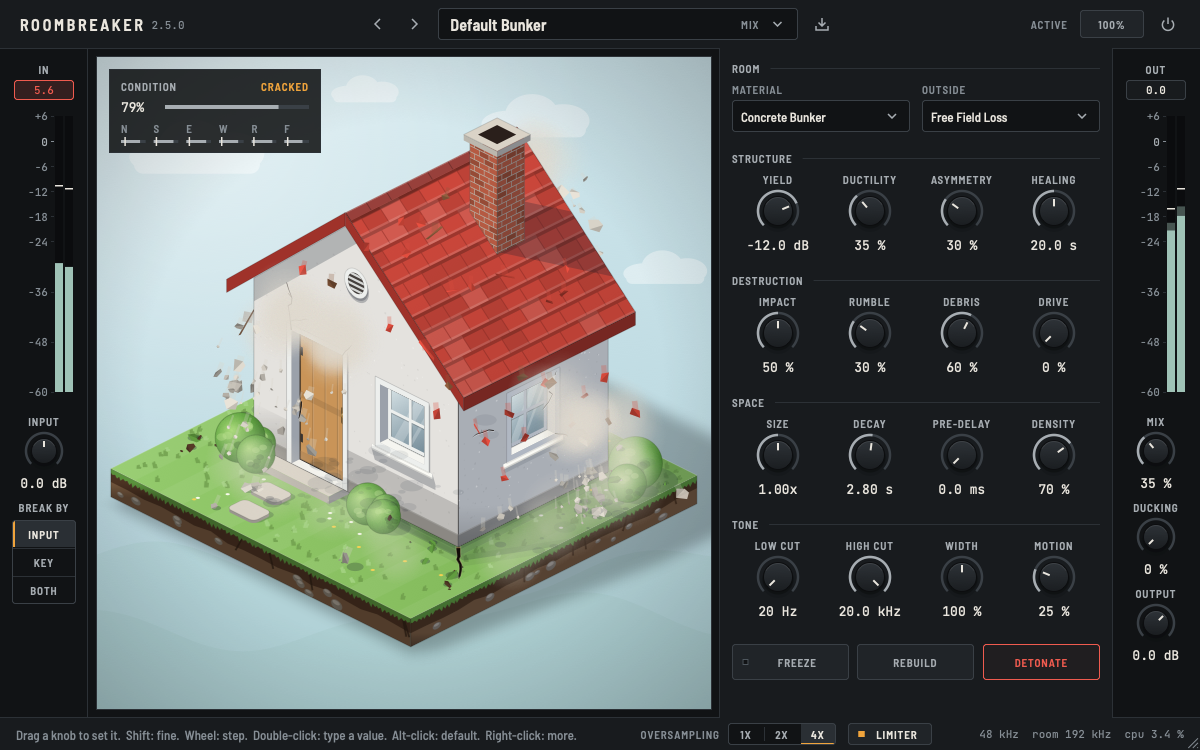 ROOMBREAKER 2.5.0
Default Bunker MIX
ACTIVE 100%
IN
5.6
+6
0
-6
-12
-18
-24
-36
-48
-60
INPUT
0.0 dB
BREAK BY
INPUT
KEY
BOTH
CONDITION CRACKED
79%
N S E W R F
ROOM
MATERIAL OUTSIDE
Concrete Bunker Free Field Loss
STRUCTURE
YIELD DUCTILITY ASYMMETRY HEALING
-12.0 dB 35 % 30 % 20.0 s
DESTRUCTION
IMPACT RUMBLE DEBRIS DRIVE
50 % 30 % 60 % 0 %
SPACE
SIZE DECAY PRE-DELAY DENSITY
1.00x 2.80 s 0.0 ms 70 %
TONE
LOW CUT HIGH CUT WIDTH MOTION
20 Hz 20.0 kHz 100 % 25 %
FREEZE REBUILD DETONATE
OUT
0.0
+6
0
-6
-12
-18
-24
-36
-48
-60
MIX
35 %
DUCKING
0 %
OUTPUT
0.0 dB
Drag a knob to set it. Shift: fine. Wheel: step. Double-click: type a value. Alt-click: default. Right-click: more.
OVERSAMPLING 1X 2X 4X LIMITER 48 kHz room 192 kHz cpu 3.4 %